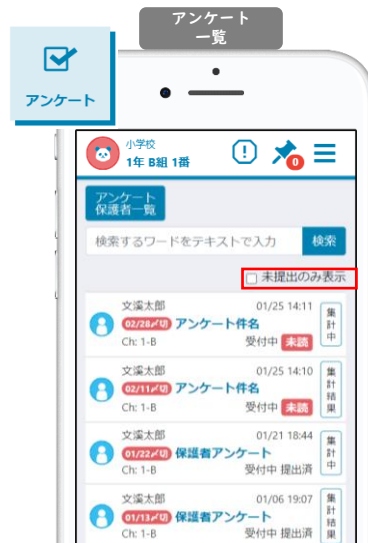 アンケート
一覧
アンケート
小学校
1年 B組 1番
0
アンケート
保護者一覧
検索するワードをテキストで入力
検索
未提出のみ表示
文溪太郎 01/25 14:11
02/28〆切 アンケート件名
Ch: 1-B 受付中 未読
集計中
文溪太郎 01/25 14:10
02/11〆切 アンケート件名
Ch: 1-B 受付中 未読
集計結果
文溪太郎 01/21 18:44
01/22〆切 保護者アンケート
Ch: 1-B 受付中 提出済
集計中
文溪太郎 01/06 19:07
01/13〆切 保護者アンケート
Ch: 1-B 受付中 提出済
集計結果